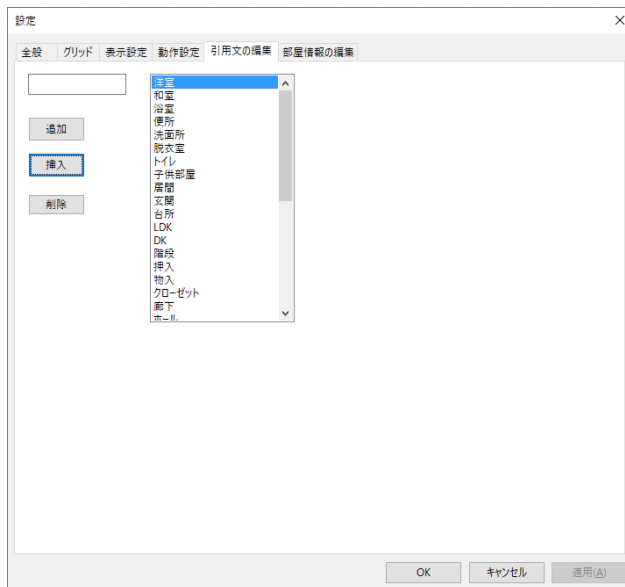 設定
全般 グリッド 表示設定 動作設定 引用文の編集 部屋情報の編集
追加
挿入
削除
洋室
和室
浴室
便所
洗面所
脱衣室
トイレ
子供部屋
居間
玄関
台所
LDK
DK
階段
押入
物入
クローゼット
廊下
ホール
OK キャンセル 適用(A)